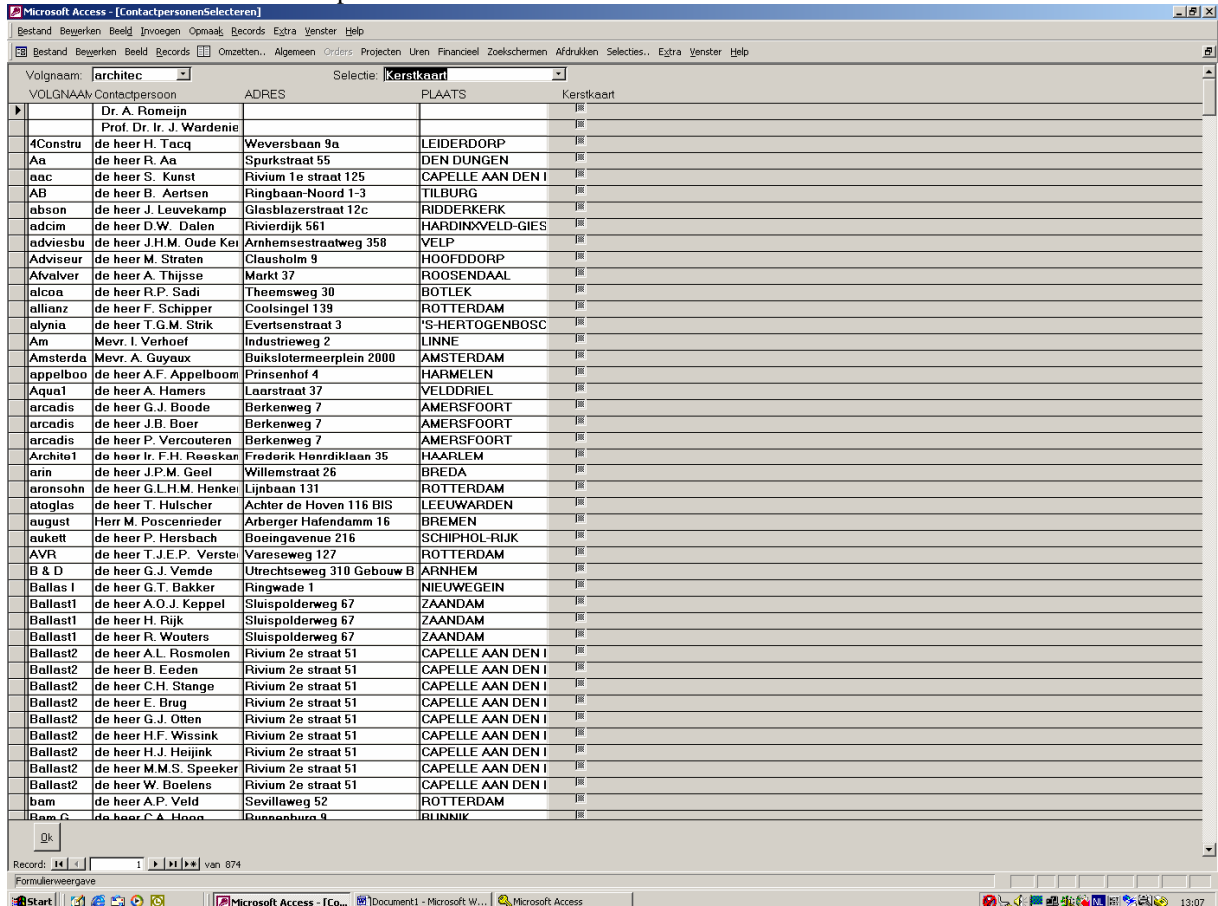 Microsoft Access - [ContactpersonenSelecteren]
Bestand Bewerken Beeld Invoegen Opmaak Records Extra Venster Help
Bestand Bewerken Beeld Records Omzetten.. Algemeen Orders Projecten Uren Financieel Zoekschermen Afdrukken Selecties.. Extra Venster Help
Volgnaam: architec Selectie: Kerstkaart
VOLGNAAM Contactpersoon ADRES PLAATS Kerstkaart
Dr. A. Romeijn
Prof. Dr. Ir. J. Wardenie
4Constru de heer H. Tacq Weversbaan 9a LEIDERDORP
Aa de heer R. Aa Spurkstraat 55 DEN DUNGEN
aac de heer S. Kunst Rivium 1e straat 125 CAPELLE AAN DEN I
AB de heer B. Aertsen Ringbaan-Noord 1-3 TILBURG
abson de heer J. Leuvekamp Glasblazerstraat 12c RIDDERKERK
adcim de heer D.W. Dalen Rivierdijk 561 HARDINXVELD-GIES
adviesbu de heer J.H.M. Oude Ker Arnhemsestraatweg 358 VELP
Adviseur de heer M. Straten Clausholm 9 HOOFDDORP
Afvalver de heer A. Thijsse Markt 37 ROOSENDAAL
alcoa de heer R.P. Sadi Theemsweg 30 BOTLEK
allianz de heer F. Schipper Coolsingel 139 ROTTERDAM
alynia de heer T.G.M. Strik Evertsenstraat 3 'S-HERTOGENBOSC
Am Mevr. I. Verhoef Industrieweg 2 LINNE
Amsterda Mevr. A. Guyaux Buikslotermeerplein 2000 AMSTERDAM
appelboo de heer A.F. Appelboom Prinsenhof 4 HARMELEN
Aqua1 de heer A. Hamers Laarstraat 37 VELDDRIEL
arcadis de heer G.J. Boode Berkenweg 7 AMERSFOORT
arcadis de heer J.B. Boer Berkenweg 7 AMERSFOORT
arcadis de heer P. Vercouteren Berkenweg 7 AMERSFOORT
Archite1 de heer Ir. F.H. Reeskan Frederik Henrdiklaan 35 HAARLEM
arin de heer J.P.M. Geel Willemstraat 26 BREDA
aronsohn de heer G.L.H.M. Henke Lijnbaan 131 ROTTERDAM
atoglas de heer T. Hulscher Achter de Hoven 116 BIS LEEUWARDEN
august Herr M. Poscenrieder Arberger Hafendamm 16 BREMEN
aukett de heer P. Hersbach Boeingavenue 216 SCHIPHOL-RIJK
AVR de heer T.J.E.P. Verste Vareseweg 127 ROTTERDAM
B & D de heer G.J. Vemde Utrechtseweg 310 Gebouw B ARNHEM
Ballas I de heer G.T. Bakker Ringwade 1 NIEUWEGEIN
Ballast1 de heer A.O.J. Keppel Sluispolderweg 67 ZAANDAM
Ballast1 de heer H. Rijk Sluispolderweg 67 ZAANDAM
Ballast1 de heer R. Wouters Sluispolderweg 67 ZAANDAM
Ballast2 de heer A.L. Rosmolen Rivium 2e straat 51 CAPELLE AAN DEN I
Ballast2 de heer B. Eeden Rivium 2e straat 51 CAPELLE AAN DEN I
Ballast2 de heer C.H. Stange Rivium 2e straat 51 CAPELLE AAN DEN I
Ballast2 de heer E. Brug Rivium 2e straat 51 CAPELLE AAN DEN I
Ballast2 de heer G.J. Otten Rivium 2e straat 51 CAPELLE AAN DEN I
Ballast2 de heer H.F. Wissink Rivium 2e straat 51 CAPELLE AAN DEN I
Ballast2 de heer H.J. Heijink Rivium 2e straat 51 CAPELLE AAN DEN I
Ballast2 de heer M.M.S. Speeker Rivium 2e straat 51 CAPELLE AAN DEN I
Ballast2 de heer W. Boelens Rivium 2e straat 51 CAPELLE AAN DEN I
bam de heer A.P. Veld Sevillaweg 52 ROTTERDAM
Bam G de heer C.A. Hoog Runnenburg 9 BUNNIK
Ok
Record: 1 van 874
Formulierweergave
Start Microsoft Access - [Co... Document1 - Microsoft W... Microsoft Access NL 13:07